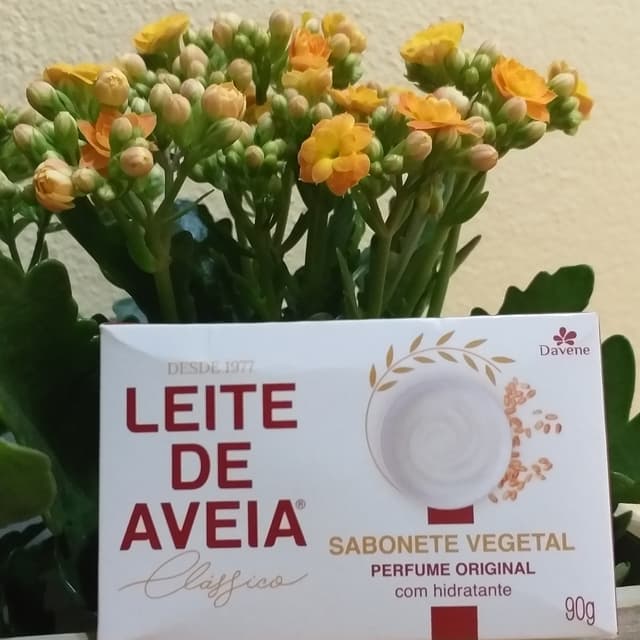 DESDE 1977
LEITE
DE
AVEIA®
Clássico
Davene
SABONETE VEGETAL
PERFUME ORIGINAL
com hidratante
90g